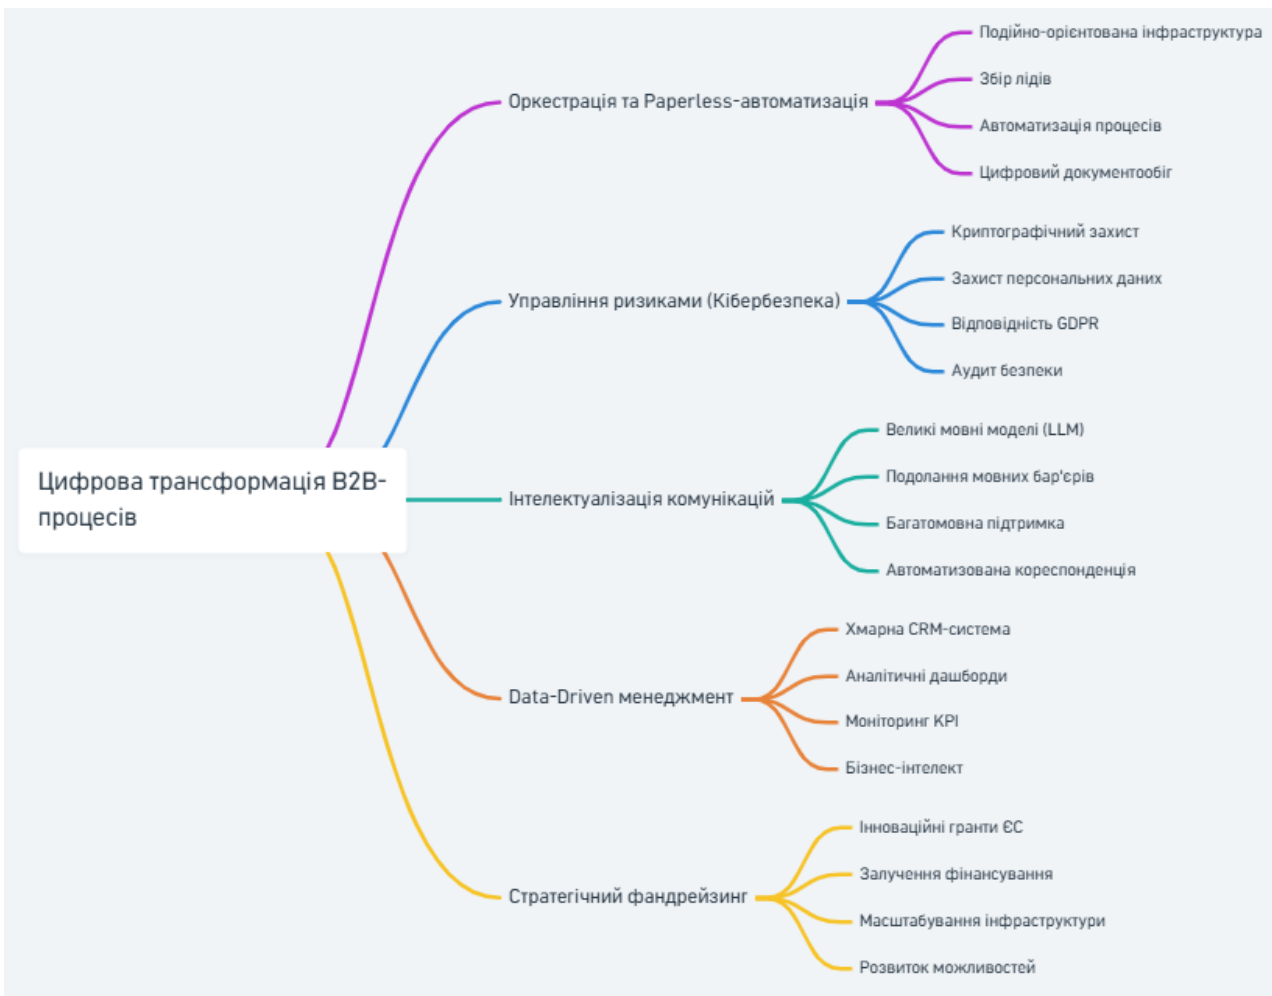 Цифрова трансформація B2B-
процесів
Оркестрація та Paperless-автоматизація
Подійно-орієнтована інфраструктура
Збір лідів
Автоматизація процесів
Цифровий документообіг
Управління ризиками (Кібербезпека)
Криптографічний захист
Захист персональних даних
Відповідність GDPR
Аудит безпеки
Інтелектуалізація комунікацій
Великі мовні моделі (LLM)
Подолання мовних бар'єрів
Багатомовна підтримка
Автоматизована кореспонденція
Data-Driven менеджмент
Хмарна CRM-система
Аналітичні дашборди
Моніторинг KPI
Бізнес-інтелект
Стратегічний фандрейзинг
Інноваційні гранти ЄС
Залучення фінансування
Масштабування інфраструктури
Розвиток можливостей